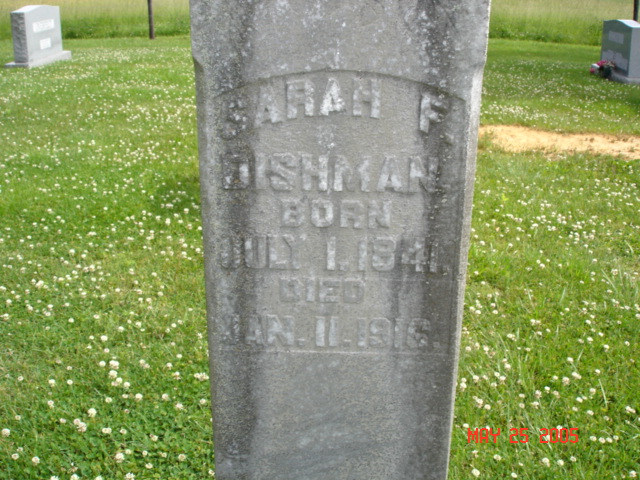 SARAH F.
DISHMAN
BORN
JULY 1. 1841.
DIED
JAN. 11. 1916.
MAY 25 2005